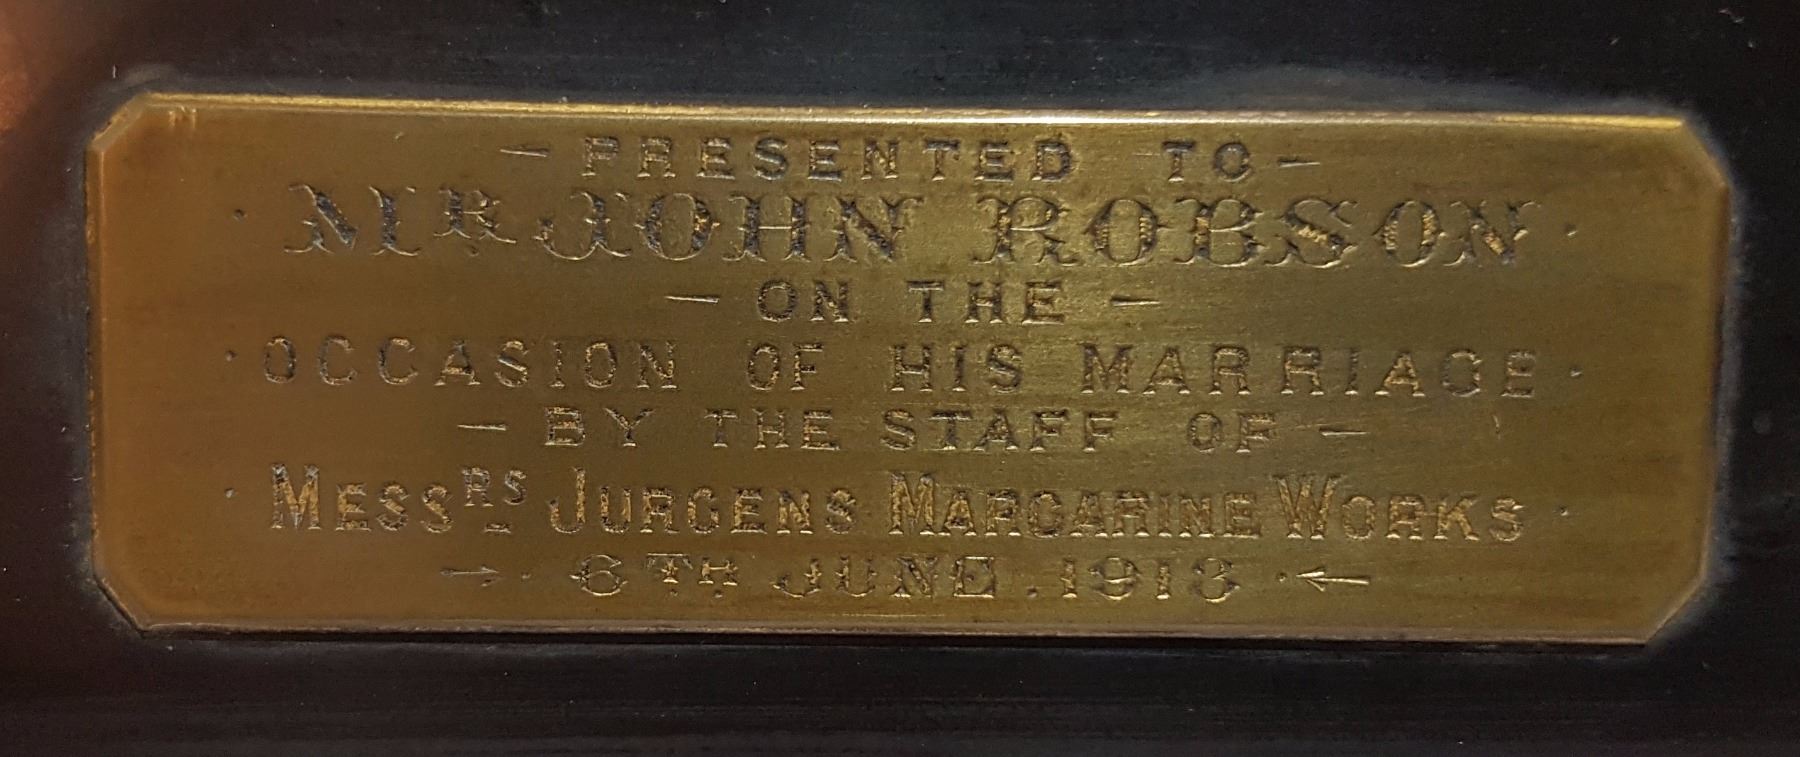 – PRESENTED TO –
· MR JOHN ROBSON ·
– ON THE –
· OCCASION OF HIS MARRIAGE ·
– BY THE STAFF OF –
· MESSRS JURGENS MARGARINE WORKS ·
→ · 6TH JUNE . 1913 · ←